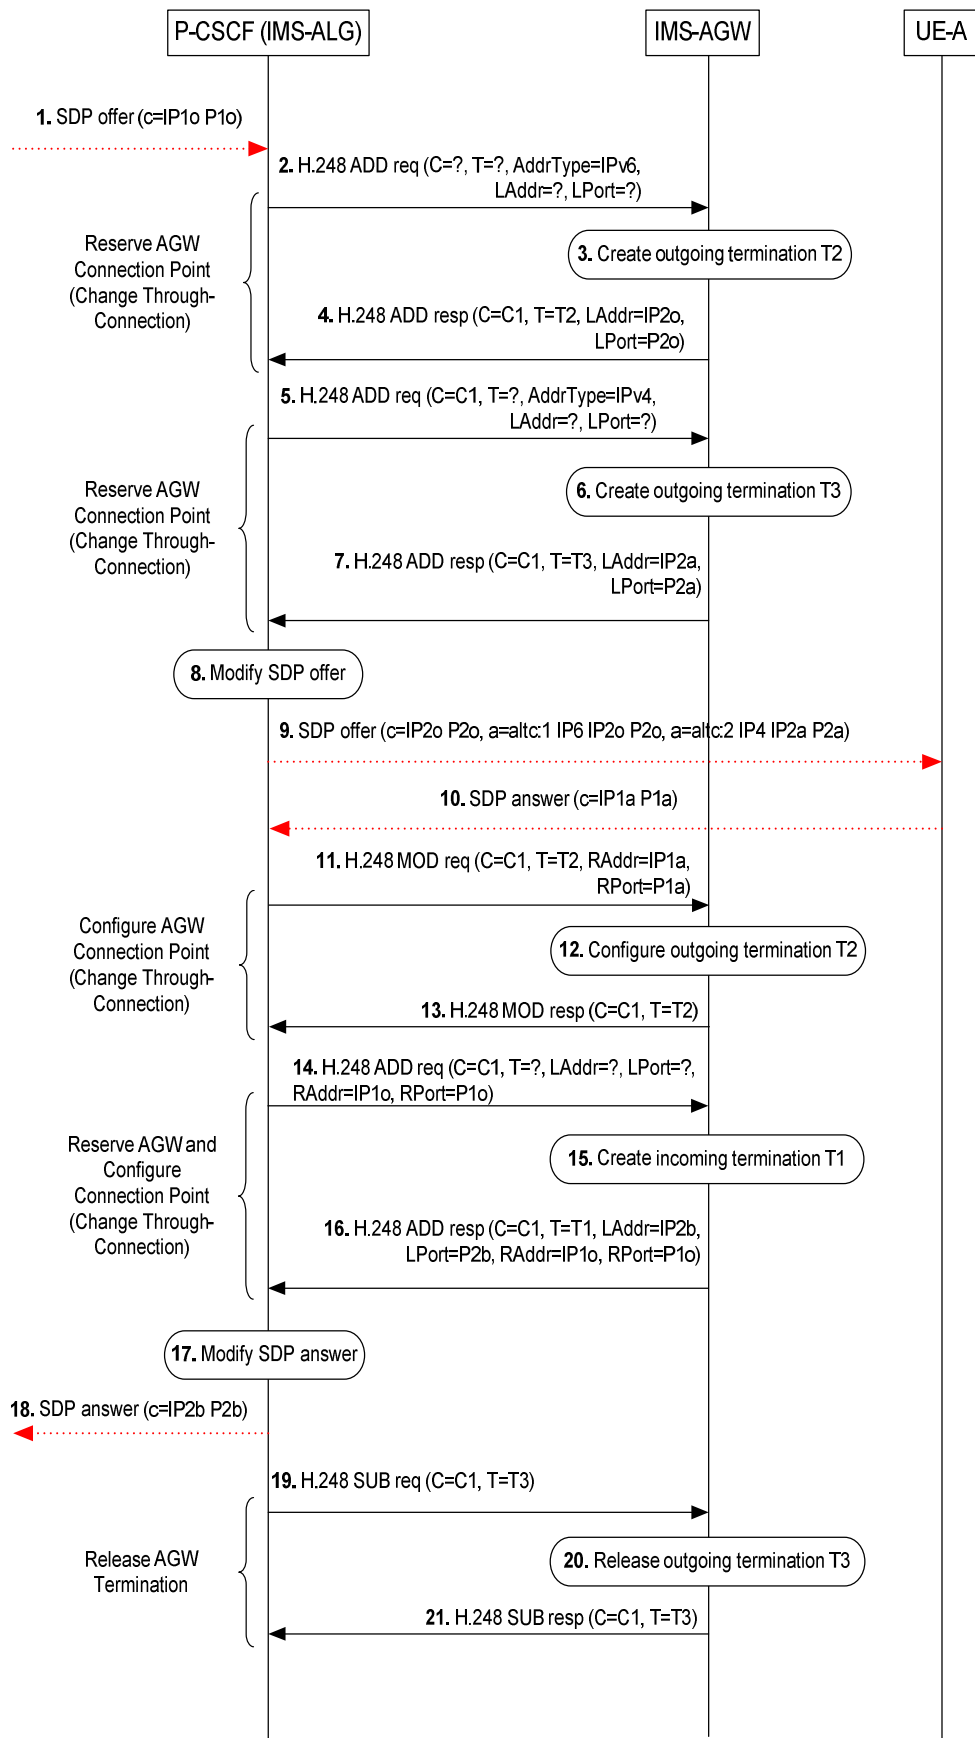 P-CSCF (IMS-ALG)
IMS-AGW
UE-A
1. SDP offer (c=IP1o P1o)
2. H.248 ADD req (C=?, T=?, AddrType=IPv6,
LAddr=?, LPort=?)
Reserve AGW
Connection Point
(Change Through-
Connection)
3. Create outgoing termination T2
4. H.248 ADD resp (C=C1, T=T2, LAddr=IP2o,
LPort=P2o)
5. H.248 ADD req (C=C1, T=?, AddrType=IPv4,
LAddr=?, LPort=?)
Reserve AGW
Connection Point
(Change Through-
Connection)
6. Create outgoing termination T3
7. H.248 ADD resp (C=C1, T=T3, LAddr=IP2a,
LPort=P2a)
8. Modify SDP offer
9. SDP offer (c=IP2o P2o, a=altc:1 IP6 IP2o P2o, a=altc:2 IP4 IP2a P2a)
10. SDP answer (c=IP1a P1a)
11. H.248 MOD req (C=C1, T=T2, RAddr=IP1a,
RPort=P1a)
Configure AGW
Connection Point
(Change Through-
Connection)
12. Configure outgoing termination T2
13. H.248 MOD resp (C=C1, T=T2)
14. H.248 ADD req (C=C1, T=?, LAddr=?, LPort=?,
RAddr=IP1o, RPort=P1o)
Reserve AGW and
Configure
Connection Point
(Change Through-
Connection)
15. Create incoming termination T1
16. H.248 ADD resp (C=C1, T=T1, LAddr=IP2b,
LPort=P2b, RAddr=IP1o, RPort=P1o)
17. Modify SDP answer
18. SDP answer (c=IP2b P2b)
19. H.248 SUB req (C=C1, T=T3)
Release AGW
Termination
20. Release outgoing termination T3
21. H.248 SUB resp (C=C1, T=T3)